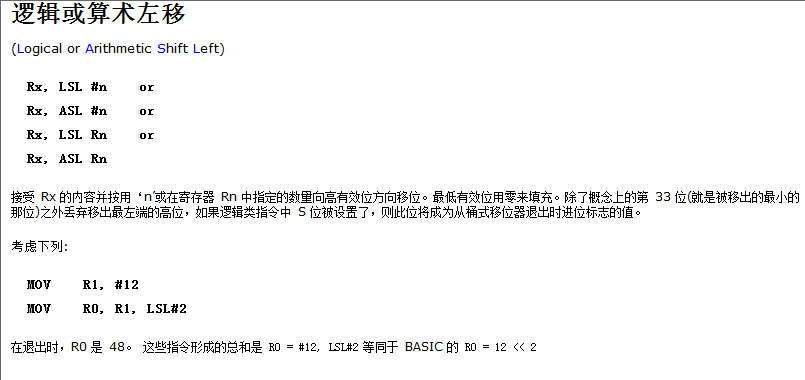 逻辑或算术左移
(Logical or Arithmetic Shift Left)
Rx, LSL #n    or
Rx, ASL #n    or
Rx, LSL Rn    or
Rx, ASL Rn
接受 Rx 的内容并按用‘n’或在寄存器 Rn 中指定的数量向高有效位方向移位。最低有效位用零来填充。除了概念上的第 33 位(就是被移出的最小的
那位)之外丢弃移出最左端的高位，如果逻辑类指令中 S 位被设置了，则此位将成为从桶式移位器退出时进位标志的值。
考虑下列:
MOV    R1, #12
MOV    R0, R1, LSL#2
在退出时，R0 是 48。 这些指令形成的总和是 R0 = #12, LSL#2 等同于 BASIC 的 R0 = 12 << 2